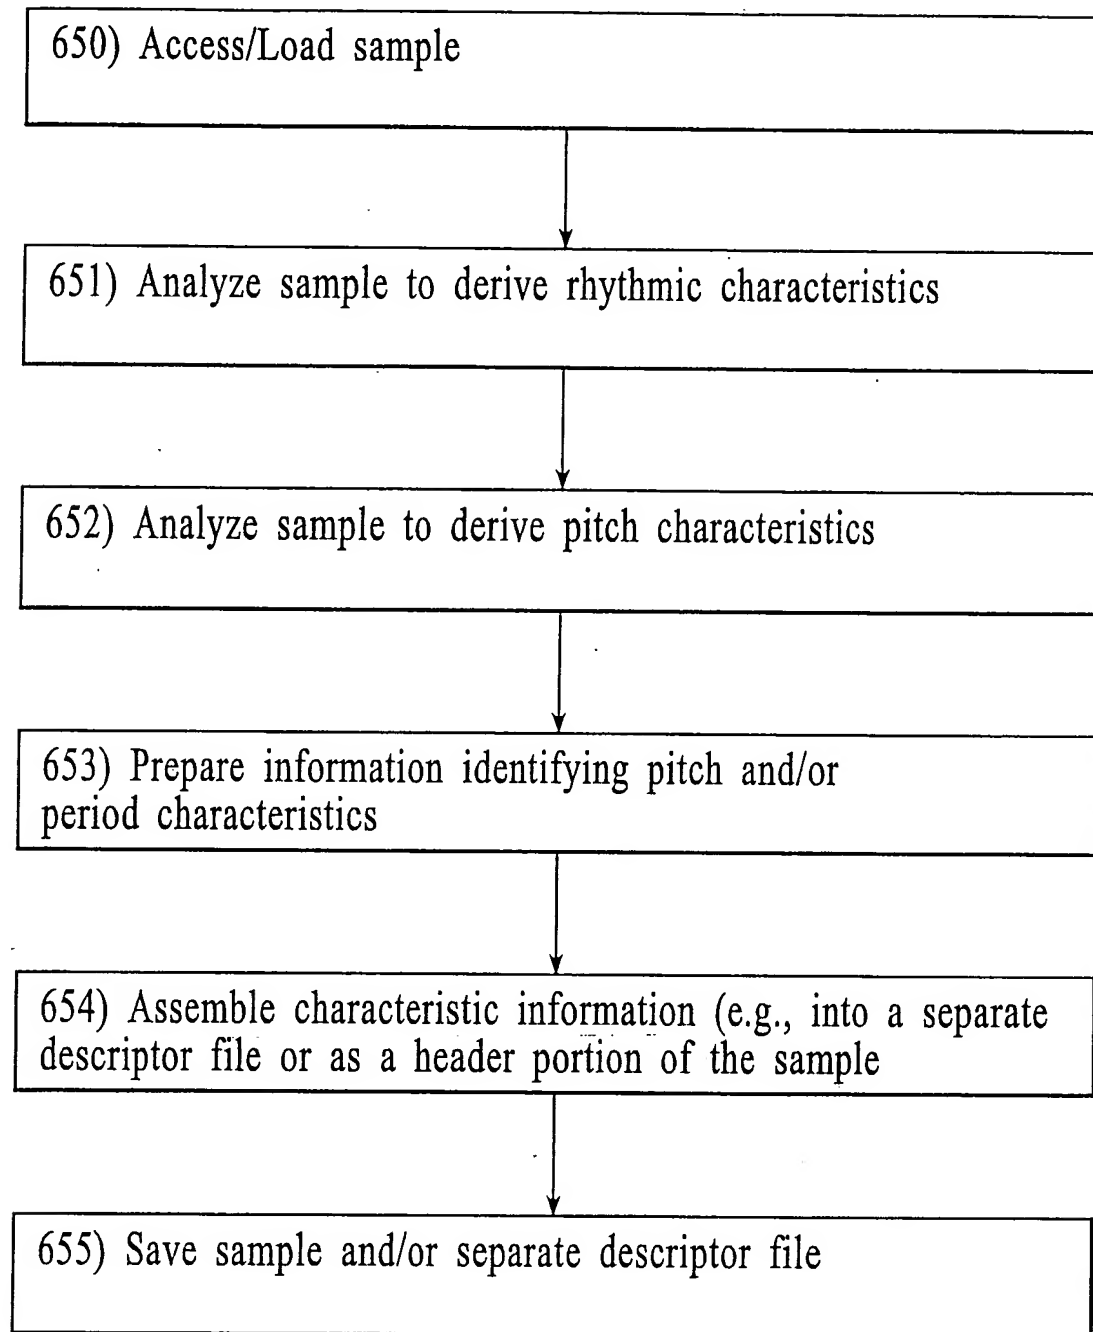 650) Access/Load sample
651) Analyze sample to derive rhythmic characteristics
652) Analyze sample to derive pitch characteristics
653) Prepare information identifying pitch and/or
period characteristics
654) Assemble characteristic information (e.g., into a separate
descriptor file or as a header portion of the sample
655) Save sample and/or separate descriptor file